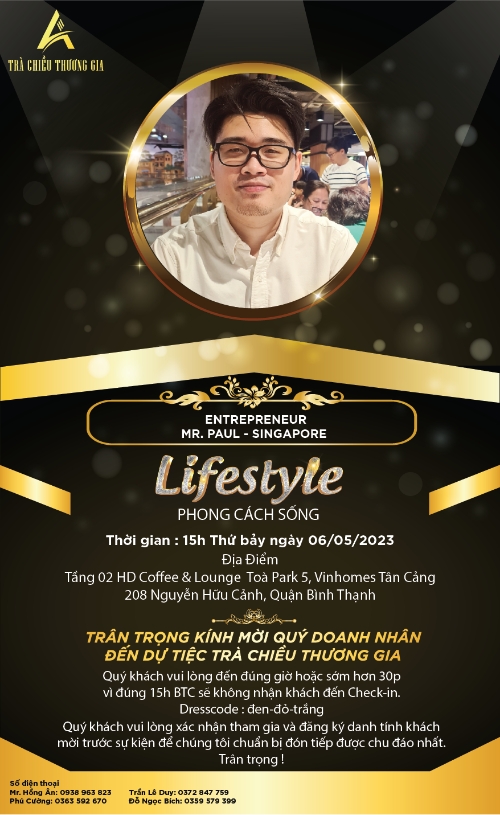 TRÀ CHIỀU THƯƠNG GIA
ENTREPRENEUR
MR. PAUL - SINGAPORE
Lifestyle
PHONG CÁCH SỐNG
Thời gian : 15h Thứ bảy ngày 06/05/2023
Địa Điểm
Tầng 02 HD Coffee & Lounge Toà Park 5, Vinhomes Tân Cảng
208 Nguyễn Hữu Cảnh, Quận Bình Thạnh
TRÂN TRỌNG KÍNH MỜI QUÝ DOANH NHÂN
ĐẾN DỰ TIỆC TRÀ CHIỀU THƯƠNG GIA
Quý khách vui lòng đến đúng giờ hoặc sớm hơn 30p
vì đúng 15h BTC sẽ không nhận khách đến Check-in.
Dresscode : đen-đỏ-trắng
Quý khách vui lòng xác nhận tham gia và đăng ký danh tính khách
mời trước sự kiện để chúng tôi chuẩn bị đón tiếp được chu đáo nhất.
Trân trọng !
Số điện thoại
Mr. Hồng Ân: 0938 963 823 Trần Lê Duy: 0372 847 759
Phú Cường: 0363 592 670 Đỗ Ngọc Bích: 0359 579 399